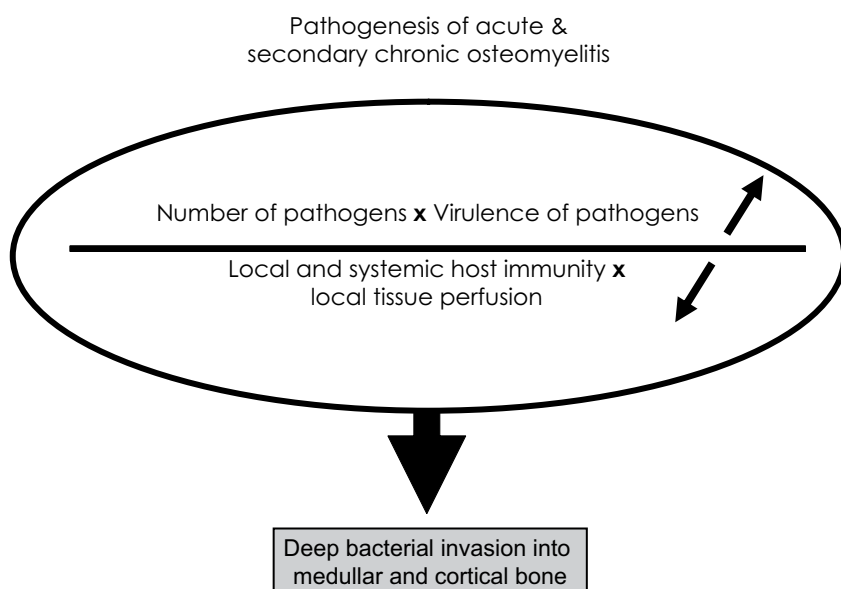 Pathogenesis of acute &
secondary chronic osteomyelitis
Number of pathogens x Virulence of pathogens
Local and systemic host immunity x
local tissue perfusion
Deep bacterial invasion into
medullar and cortical bone